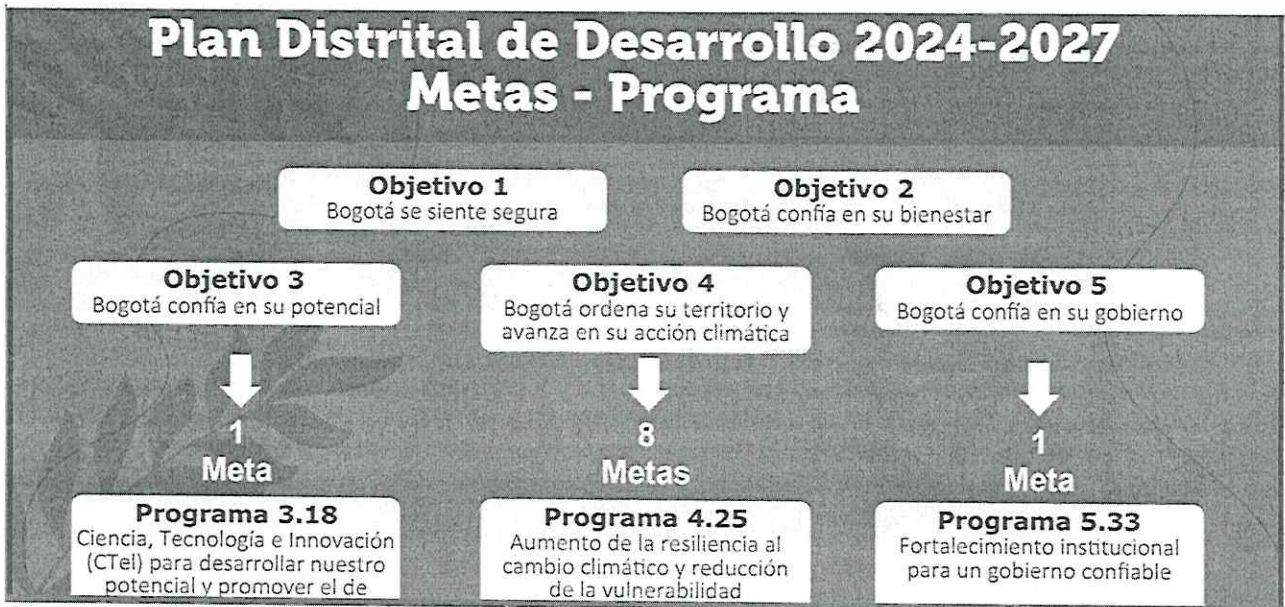 Plan Distrital de Desarrollo 2024-2027
Metas - Programa
Objetivo 1
Bogotá se siente segura
Objetivo 2
Bogotá confía en su bienestar
Objetivo 3
Bogotá confía en su potencial
Objetivo 4
Bogotá ordena su territorio y
avanza en su acción climática
Objetivo 5
Bogotá confía en su gobierno
1
Meta
8
Metas
1
Meta
Programa 3.18
Ciencia, Tecnología e Innovación
(CTel) para desarrollar nuestro
potencial y promover el de
Programa 4.25
Aumento de la resiliencia al
cambio climático y reducción
de la vulnerabilidad
Programa 5.33
Fortalecimiento institucional
para un gobierno confiable